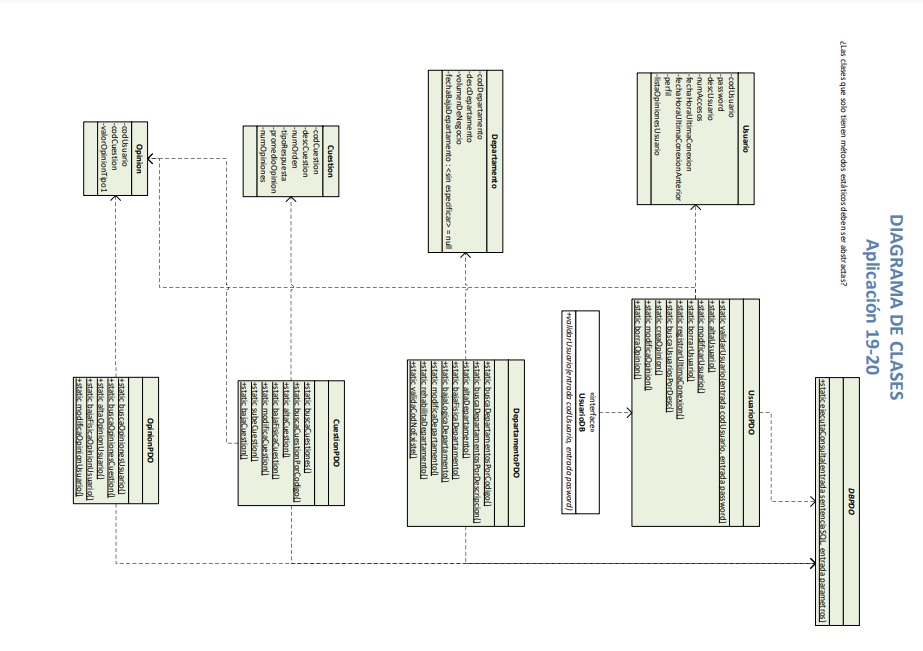 DIAGRAMA DE CLASES
Aplicación 19-20
¿Las clases que solo tienen métodos estáticos deben ser abstractas?
DBPDO
+static ejecutaConsulta(entrada sentenciaSQL, entrada parametros)
Usuario
-codUsuario
-password
-descUsuario
-numAccesos
-fechaHoraUltimaConexion
-fechaHoraUltimaConexionAnterior
-perfil
-listaOpinionesUsuario
UsuarioPDO
+static validarUsuario(entrada codUsuario, entrada password)
+static altaUsuario()
+static modificarUsuario()
+static borrarUsuario()
+static registrarUltimaConexion()
+static buscaUsuariosPorDesc()
+static creaOpinion()
+static modificaOpinion()
+static borraOpinion()
«interface»
UsuarioDB
+validarUsuario(entrada codUsuario, entrada pasword)
Departamento
-codDepartamento
-descDepartamento
-volumenDeNegocio
-fechaBajaDepartamento : <sin especificar> = null
DepartamentoPDO
+static buscaDepartamentosPorCodigo()
+static buscaDepartamentosPorDescripcion()
+static altaDepartamento()
+static bajaFisicaDepartamento()
+static bajaLogicaDepartamento()
+static modificaDepartamento()
+static rehabilitaDepartamento()
+static validaCodNoExiste()
Cuestion
-codCuestion
-descCuestion
-numOrden
-tipoRespuesta
-promedioOpinion
-numOpiniones
CuestionPDO
+static buscaCuestiones()
+static buscaCuestionPorCodigo()
+static altaCuestion()
+static bajaFisicaCuestion()
+static modificaCuestion()
+static subeCuestion()
+static bajaCuestion()
Opinion
-codUsuario
-codCuestion
-valorOpinionTipo1
OpinionPDO
+static buscaOpinionesUsuario()
+static buscaOpinionesCuestion()
+static altaOpinionUsuario()
+static bajaFisicaOpinionUsuario()
+static modificaOpinionUsuario()